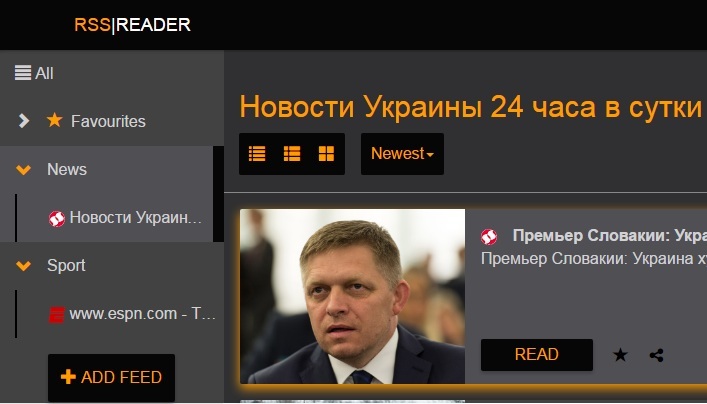 RSS|READER
All
Favourites
News
Новости Украин...
Sport
www.espn.com - T...
ADD FEED
Новости Украины 24 часа в сутки
Newest
Премьер Словакии: Укра
Премьер Словакии: Украина х
READ